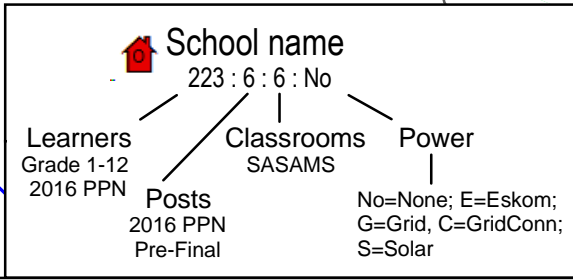 O
School name
223 : 6 : 6 : No
Learners
Grade 1-12
2016 PPN
Posts
2016 PPN
Pre-Final
Classrooms
SASAMS
Power
No=None; E=Eskom;
G=Grid, C=GridConn;
S=Solar